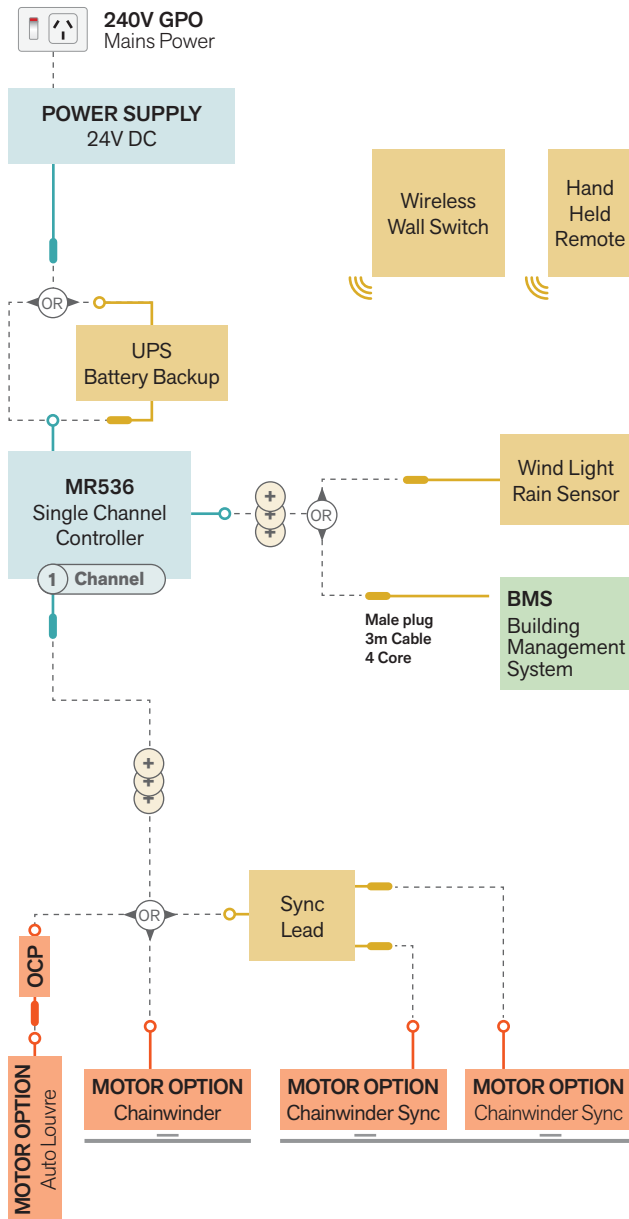 240V GPO
Mains Power
POWER SUPPLY
24V DC
Wireless
Wall Switch
Hand
Held
Remote
OR
UPS
Battery Backup
MR536
Single Channel
Controller
1 Channel
+
+
+
OR
Wind Light
Rain Sensor
Male plug
3m Cable
4 Core
BMS
Building
Management
System
+
+
+
OR
Sync
Lead
OCP
MOTOR OPTION
Auto Louvre
MOTOR OPTION
Chainwinder
MOTOR OPTION
Chainwinder Sync
MOTOR OPTION
Chainwinder Sync